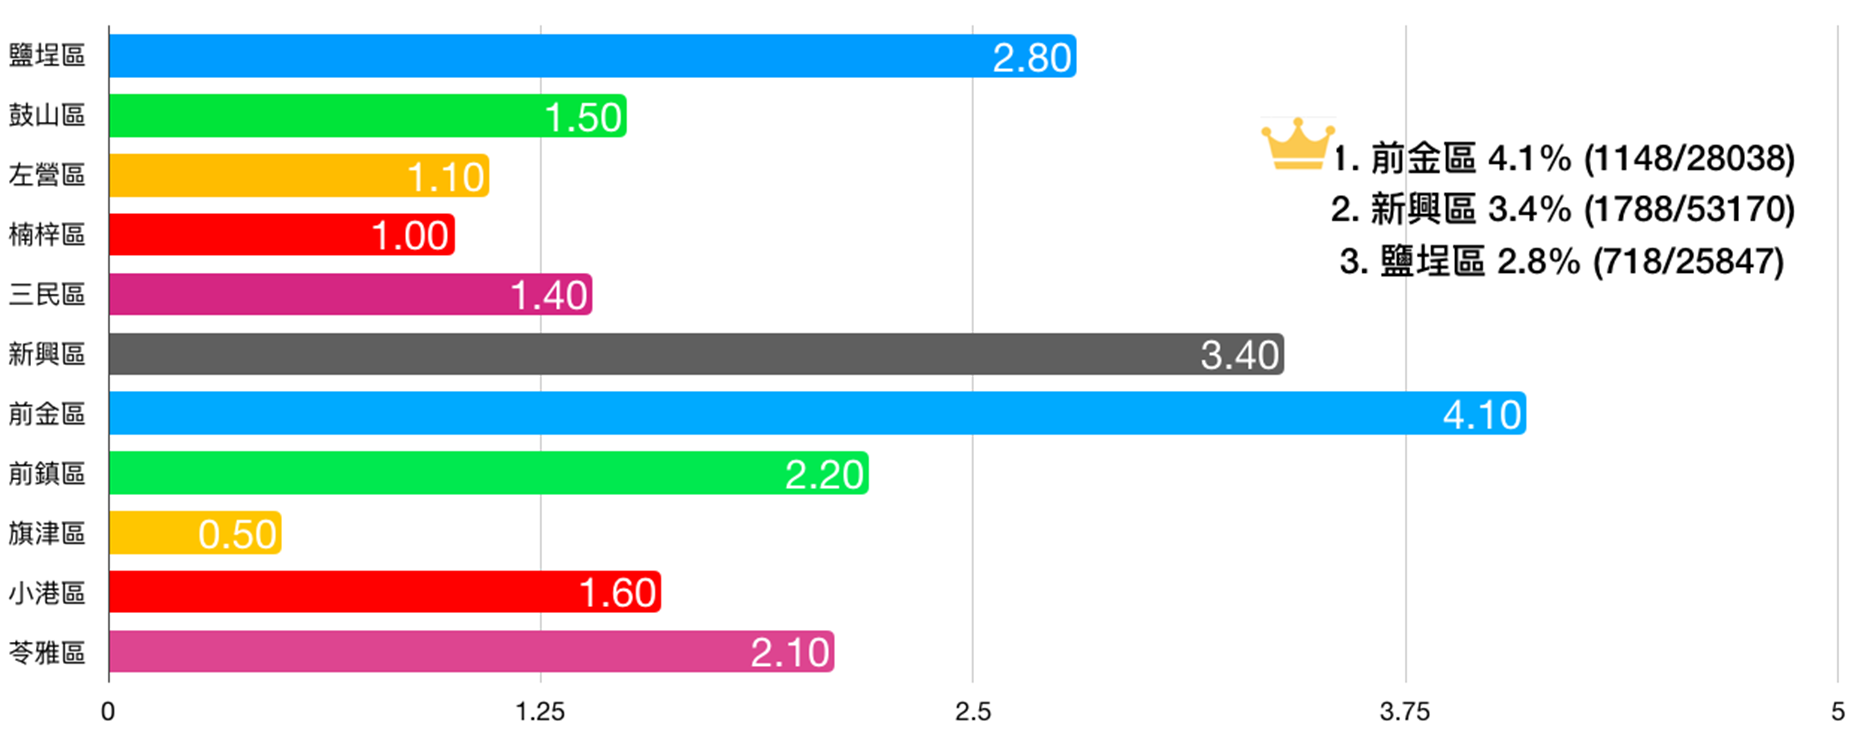 鹽埕區 2.80
鼓山區 1.50
左營區 1.10
楠梓區 1.00
三民區 1.40
新興區 3.40
前金區 4.10
前鎮區 2.20
旗津區 0.50
小港區 1.60
苓雅區 2.10
0 1.25 2.5 3.75 5
1. 前金區 4.1% (1148/28038)
2. 新興區 3.4% (1788/53170)
3. 鹽埕區 2.8% (718/25847)